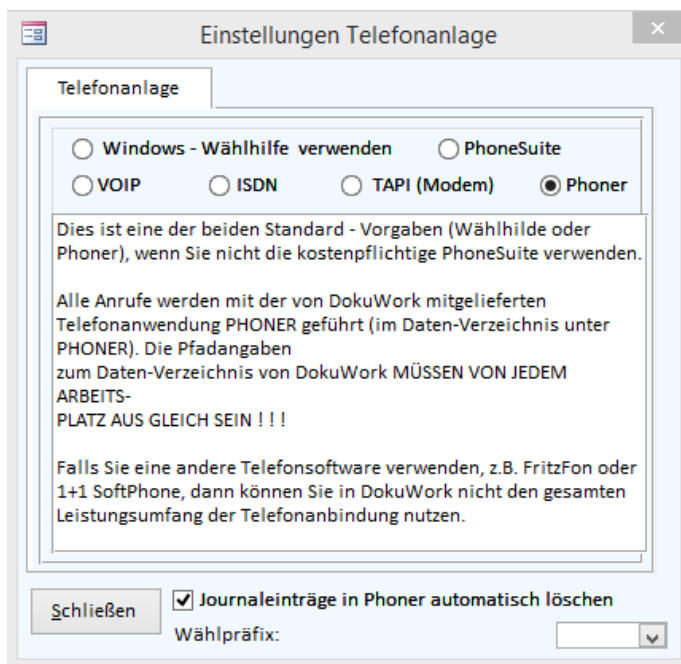 Einstellungen Telefonanlage
Telefonanlage
Windows - Wählhilfe verwenden PhoneSuite
VOIP ISDN TAPI (Modem) Phoner
Dies ist eine der beiden Standard - Vorgaben (Wählhilde oder
Phoner), wenn Sie nicht die kostenpflichtige PhoneSuite verwenden.
Alle Anrufe werden mit der von DokuWork mitgelieferten
Telefonanwendung PHONER geführt (im Daten-Verzeichnis unter
PHONER). Die Pfadangaben
zum Daten-Verzeichnis von DokuWork MÜSSEN VON JEDEM
ARBEITS-
PLATZ AUS GLEICH SEIN ! ! !
Falls Sie eine andere Telefonsoftware verwenden, z.B. FritzFon oder
1+1 SoftPhone, dann können Sie in DokuWork nicht den gesamten
Leistungsumfang der Telefonanbindung nutzen.
Schließen
Journaleinträge in Phoner automatisch löschen
Wählpräfix: